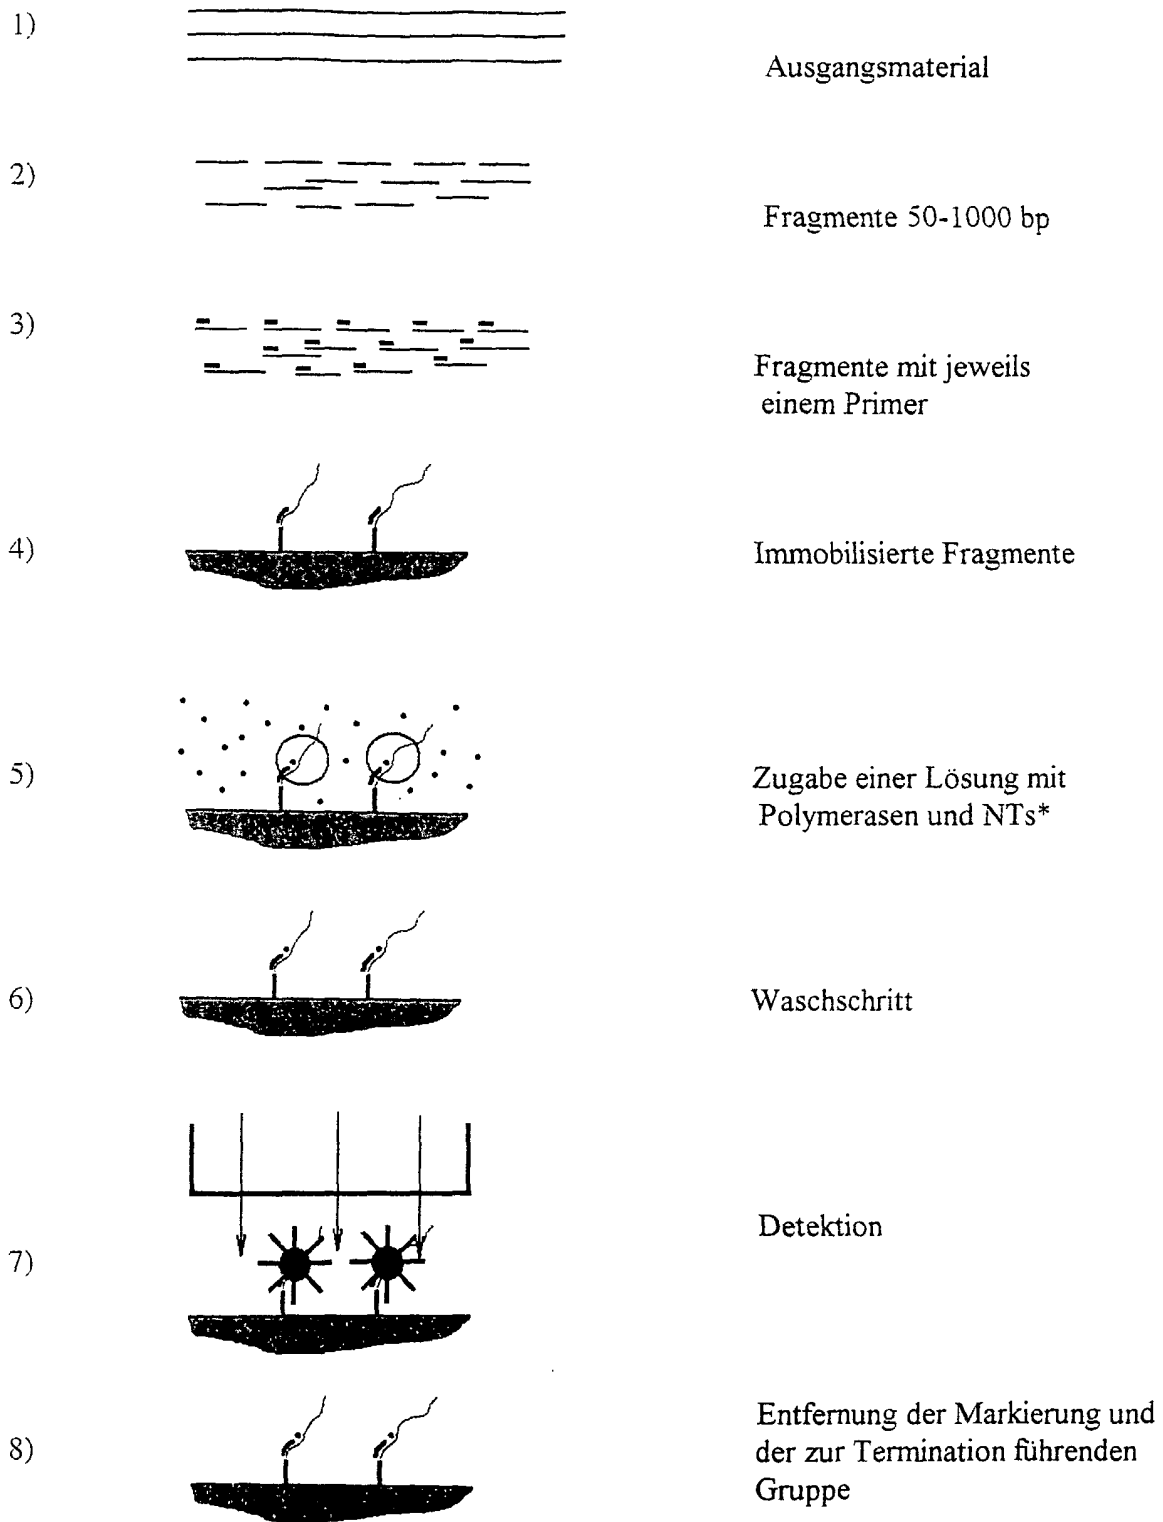 1)
Ausgangsmaterial
2)
Fragmente 50-1000 bp
3)
Fragmente mit jeweils
einem Primer
4)
Immobilisierte Fragmente
5)
Zugabe einer Lösung mit
Polymerasen und NTs*
6)
Waschschritt
7)
Detektion
8)
Entfernung der Markierung und
der zur Termination führenden
Gruppe